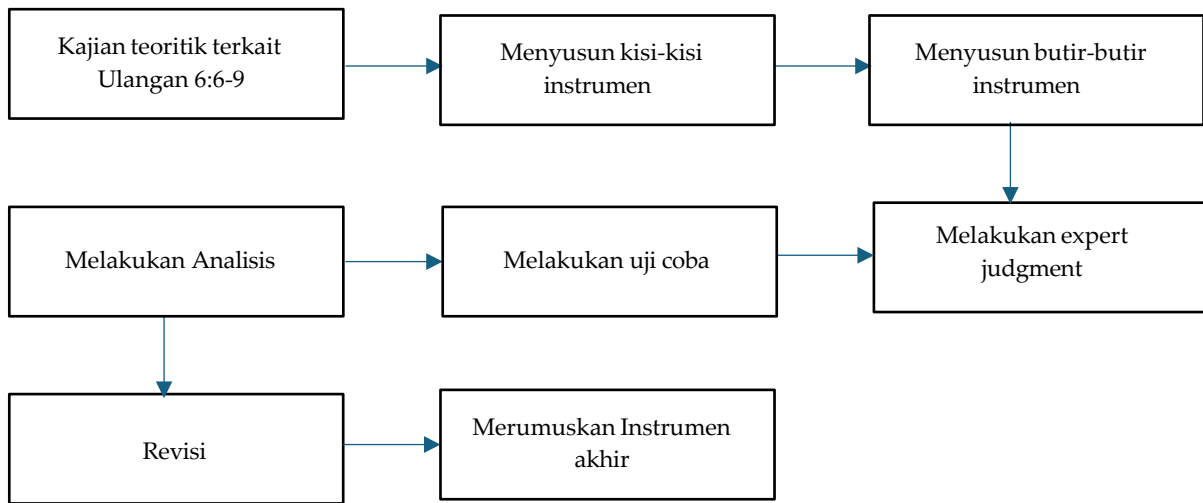 Kajian teoritik terkait
Ulangan 6:6-9
Menyusun kisi-kisi
instrumen
Menyusun butir-butir
instrumen
Melakukan Analisis
Melakukan uji coba
Melakukan expert
judgment
Revisi
Merumuskan Instrumen
akhir